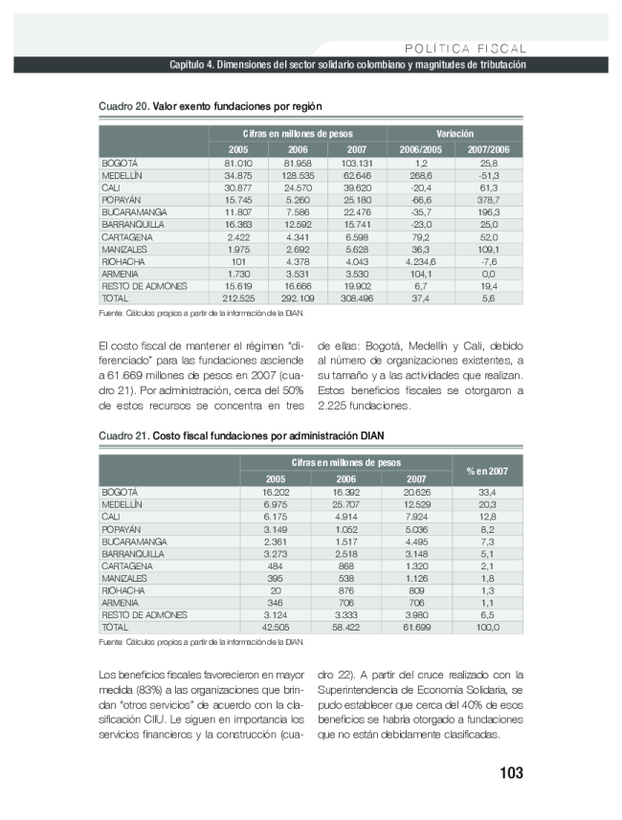 POLÍTICA FISCAL
Capítulo 4. Dimensiones del sector solidario colombiano y magnitudes de tributación
Cuadro 20. Valor exento fundaciones por región
Cifras en millones de pesos Variación
2005 2006 2007 2006/2005 2007/2006
BOGOTÁ 81.010 81.958 103.131 1,2 25,8
MEDELLÍN 34.875 128.535 62.646 268,6 -51,3
CALI 30.877 24.570 39.620 -20,4 61,3
POPAYÁN 15.745 5.260 25.180 -66,6 378,7
BUCARAMANGA 11.807 7.586 22.476 -35,7 196,3
BARRANQUILLA 16.363 12.592 15.741 -23,0 25,0
CARTAGENA 2.422 4.341 6.598 79,2 52,0
MANIZALES 1.975 2.692 5.628 36,3 109,1
RIOHACHA 101 4.378 4.043 4.234,6 -7,6
ARMENIA 1.730 3.531 3.530 104,1 0,0
RESTO DE ADMONES 15.619 16.666 19.902 6,7 19,4
TOTAL 212.525 292.109 308.496 37,4 5,6
Fuente: Cálculos propios a partir de la información de la DIAN.
El costo fiscal de mantener el régimen “di-
ferenciado” para las fundaciones asciende
a 61.669 millones de pesos en 2007 (cua-
dro 21). Por administración, cerca del 50%
de estos recursos se concentra en tres
de ellas: Bogotá, Medellín y Cali, debido
al número de organizaciones existentes, a
su tamaño y a las actividades que realizan.
Estos beneficios fiscales se otorgaron a
2.225 fundaciones.
Cuadro 21. Costo fiscal fundaciones por administración DIAN
Cifras en millones de pesos % en 2007
2005 2006 2007
BOGOTÁ 16.202 16.392 20.626 33,4
MEDELLÍN 6.975 25.707 12.529 20,3
CALI 6.175 4.914 7.924 12,8
POPAYÁN 3.149 1.052 5.036 8,2
BUCARAMANGA 2.361 1.517 4.495 7,3
BARRANQUILLA 3.273 2.518 3.148 5,1
CARTAGENA 484 868 1.320 2,1
MANIZALES 395 538 1.126 1,8
RIOHACHA 20 876 809 1,3
ARMENIA 346 706 706 1,1
RESTO DE ADMONES 3.124 3.333 3.980 6,5
TOTAL 42.505 58.422 61.699 100,0
Fuente: Cálculos propios a partir de la información de la DIAN.
Los beneficios fiscales favorecieron en mayor
medida (83%) a las organizaciones que brin-
dan “otros servicios” de acuerdo con la cla-
sificación CIIU. Le siguen en importancia los
servicios financieros y la construcción (cua-
dro 22). A partir del cruce realizado con la
Superintendencia de Economía Solidaria, se
pudo establecer que cerca del 40% de esos
beneficios se habría otorgado a fundaciones
que no están debidamente clasificadas.
103